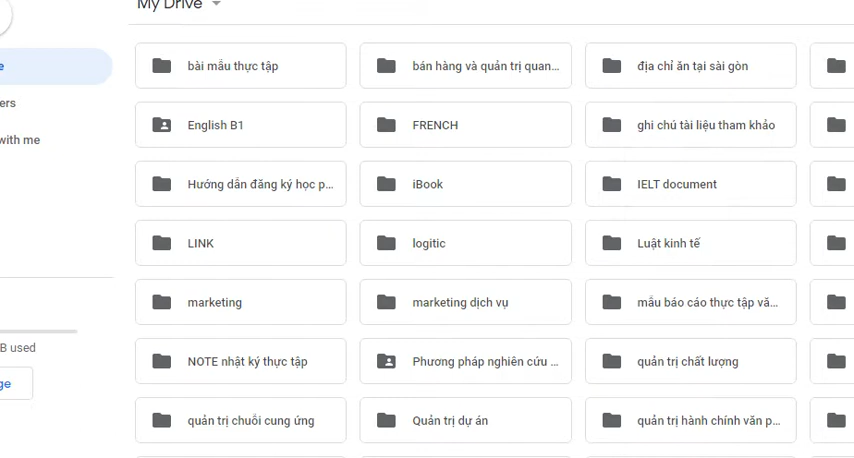 My Drive
e
ers
with me
B used
ge
bài mẫu thực tập
bán hàng và quản trị quan...
địa chỉ ăn tại sài gòn
English B1
FRENCH
ghi chú tài liệu tham khảo
Hướng dẫn đăng ký học p...
iBook
IELT document
LINK
logitic
Luật kinh tế
marketing
marketing dịch vụ
mẫu báo cáo thực tập vă...
NOTE nhật ký thực tập
Phương pháp nghiên cứu ...
quản trị chất lượng
quản trị chuỗi cung ứng
Quản trị dự án
quản trị hành chính văn p...